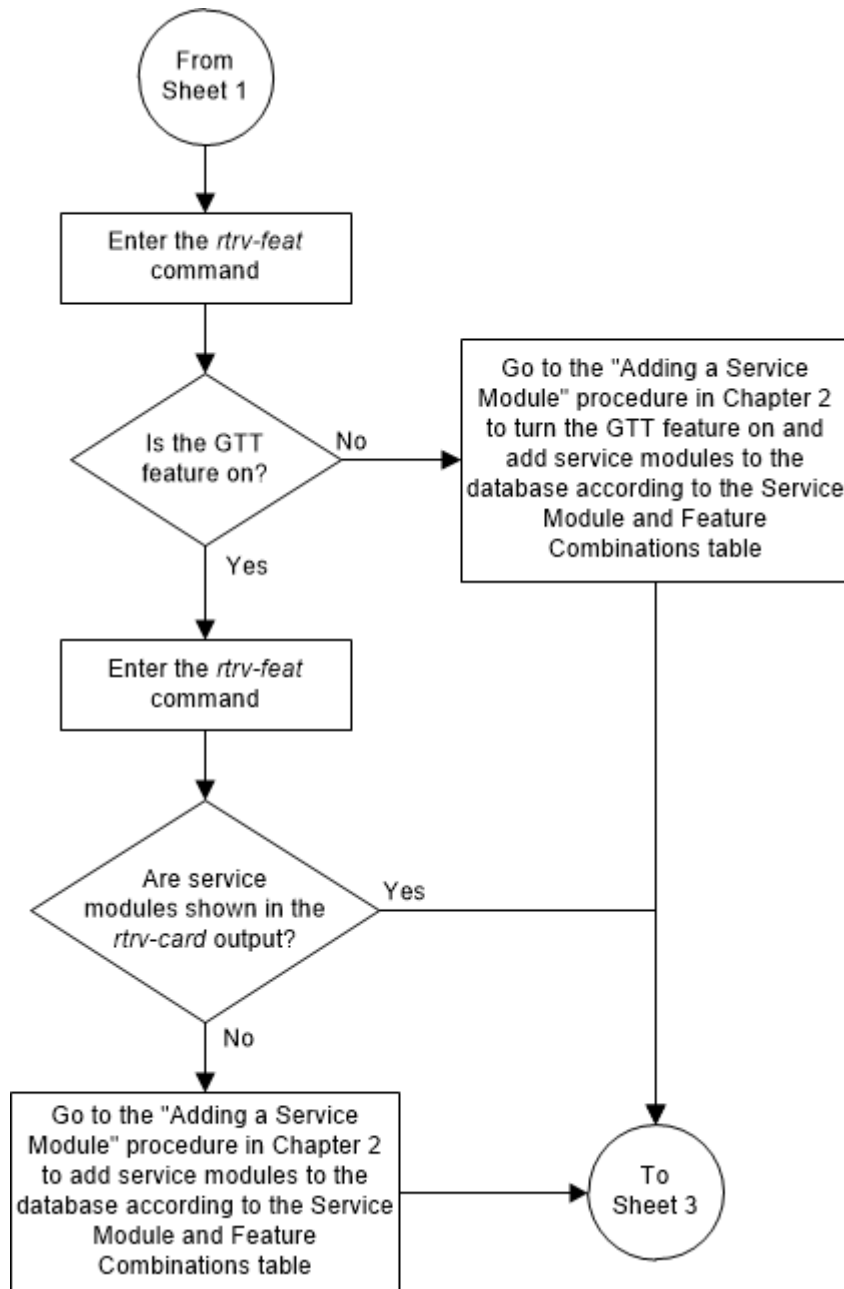 From
Sheet 1
Enter the rtrv-feat
command
Is the GTT
feature on?
No
Go to the "Adding a Service
Module" procedure in Chapter 2
to turn the GTT feature on and
add service modules to the
database according to the Service
Module and Feature
Combinations table
Yes
Enter the rtrv-feat
command
Are service
modules shown in the
rtrv-card output?
Yes
No
Go to the "Adding a Service
Module" procedure in Chapter 2
to add service modules to the
database according to the Service
Module and Feature
Combinations table
To
Sheet 3